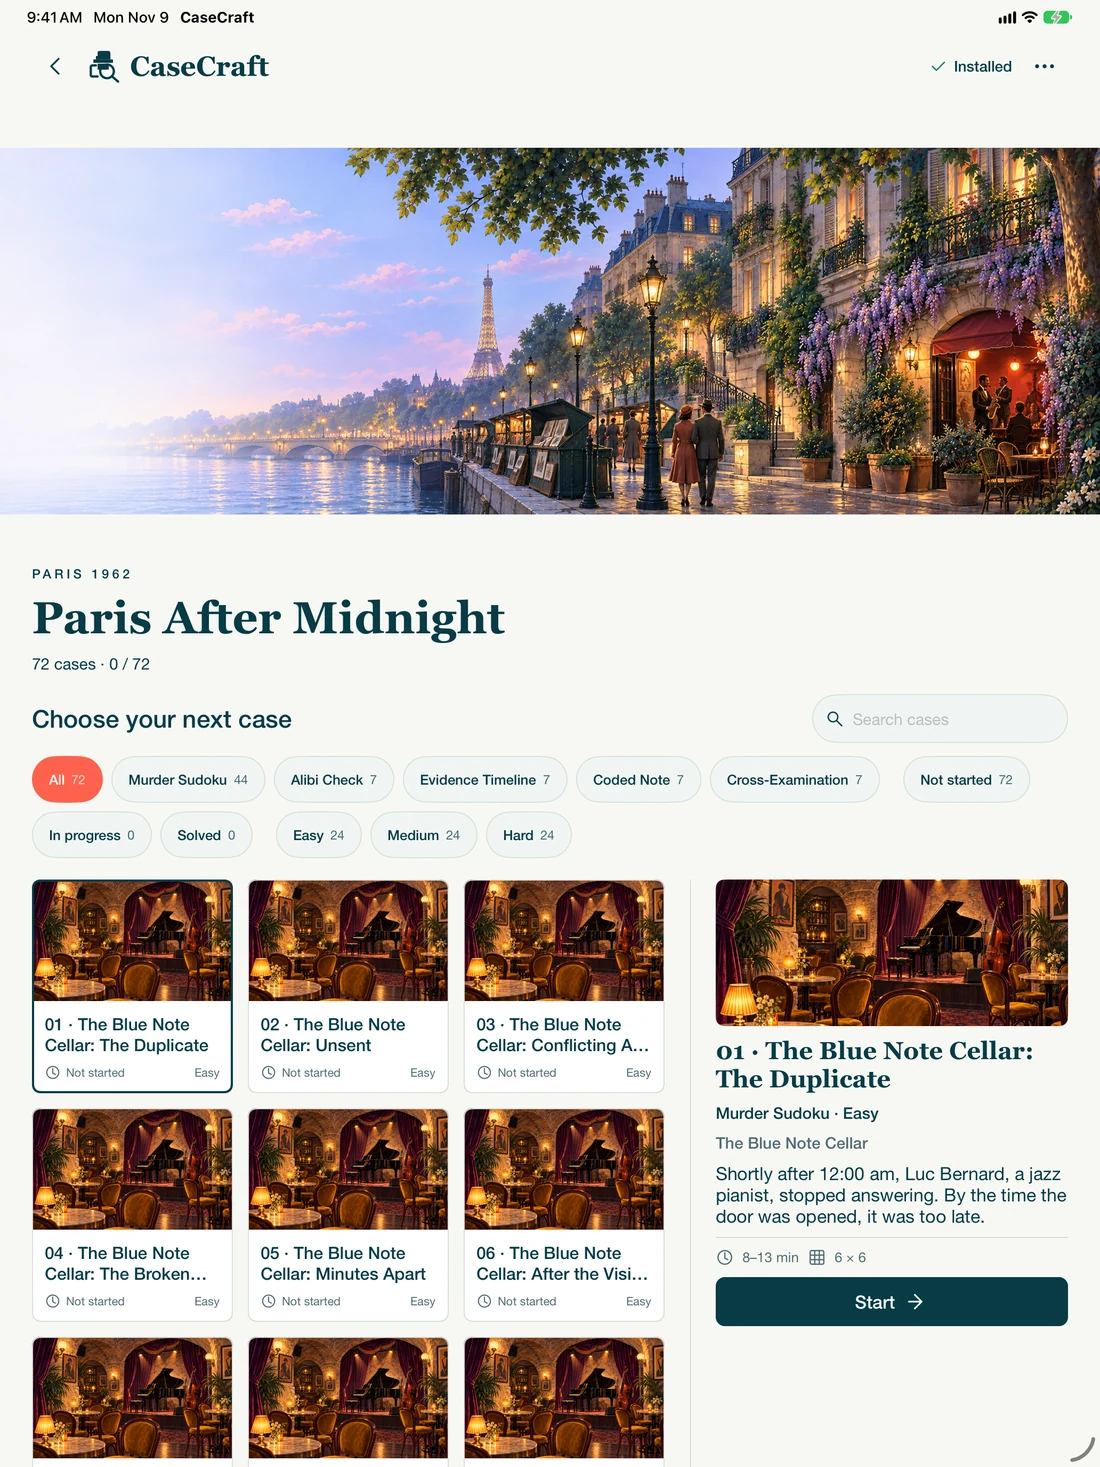 9:41 AM Mon Nov 9 CaseCraft
CaseCraft
Installed
PARIS 1962
Paris After Midnight
72 cases · 0 / 72
Choose your next case
Search cases
All 72
Murder Sudoku 44
Alibi Check 7
Evidence Timeline 7
Coded Note 7
Cross-Examination 7
Not started 72
In progress 0
Solved 0
Easy 24
Medium 24
Hard 24
01 · The Blue Note
Cellar: The Duplicate
Not started Easy
02 · The Blue Note
Cellar: Unsent
Not started Easy
03 · The Blue Note
Cellar: Conflicting A...
Not started Easy
04 · The Blue Note
Cellar: The Broken...
Not started Easy
05 · The Blue Note
Cellar: Minutes Apart
Not started Easy
06 · The Blue Note
Cellar: After the Visi...
Not started Easy
01 · The Blue Note Cellar:
The Duplicate
Murder Sudoku · Easy
The Blue Note Cellar
Shortly after 12:00 am, Luc Bernard, a jazz
pianist, stopped answering. By the time the
door was opened, it was too late.
8–13 min 6 × 6
Start